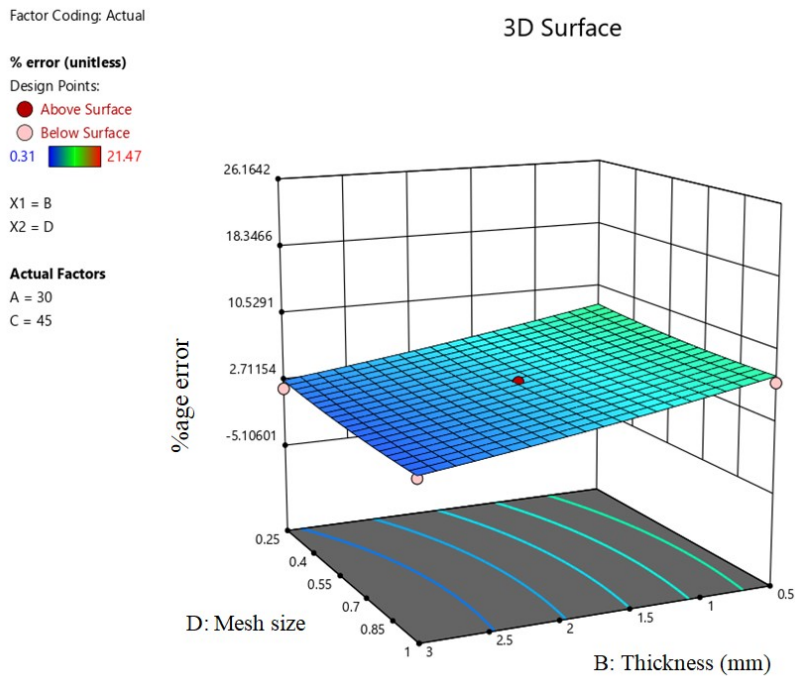 Factor Coding: Actual
3D Surface
% error (unitless)
Design Points:
Above Surface
Below Surface
0.31 21.47
X1 = B
X2 = D
Actual Factors
A = 30
C = 45
26.1642
18.3466
10.5291
2.71154
-5.10601
%age error
0.25
0.4
0.55
0.7
0.85
1
3
2.5
2
1.5
1
0.5
D: Mesh size
B: Thickness (mm)